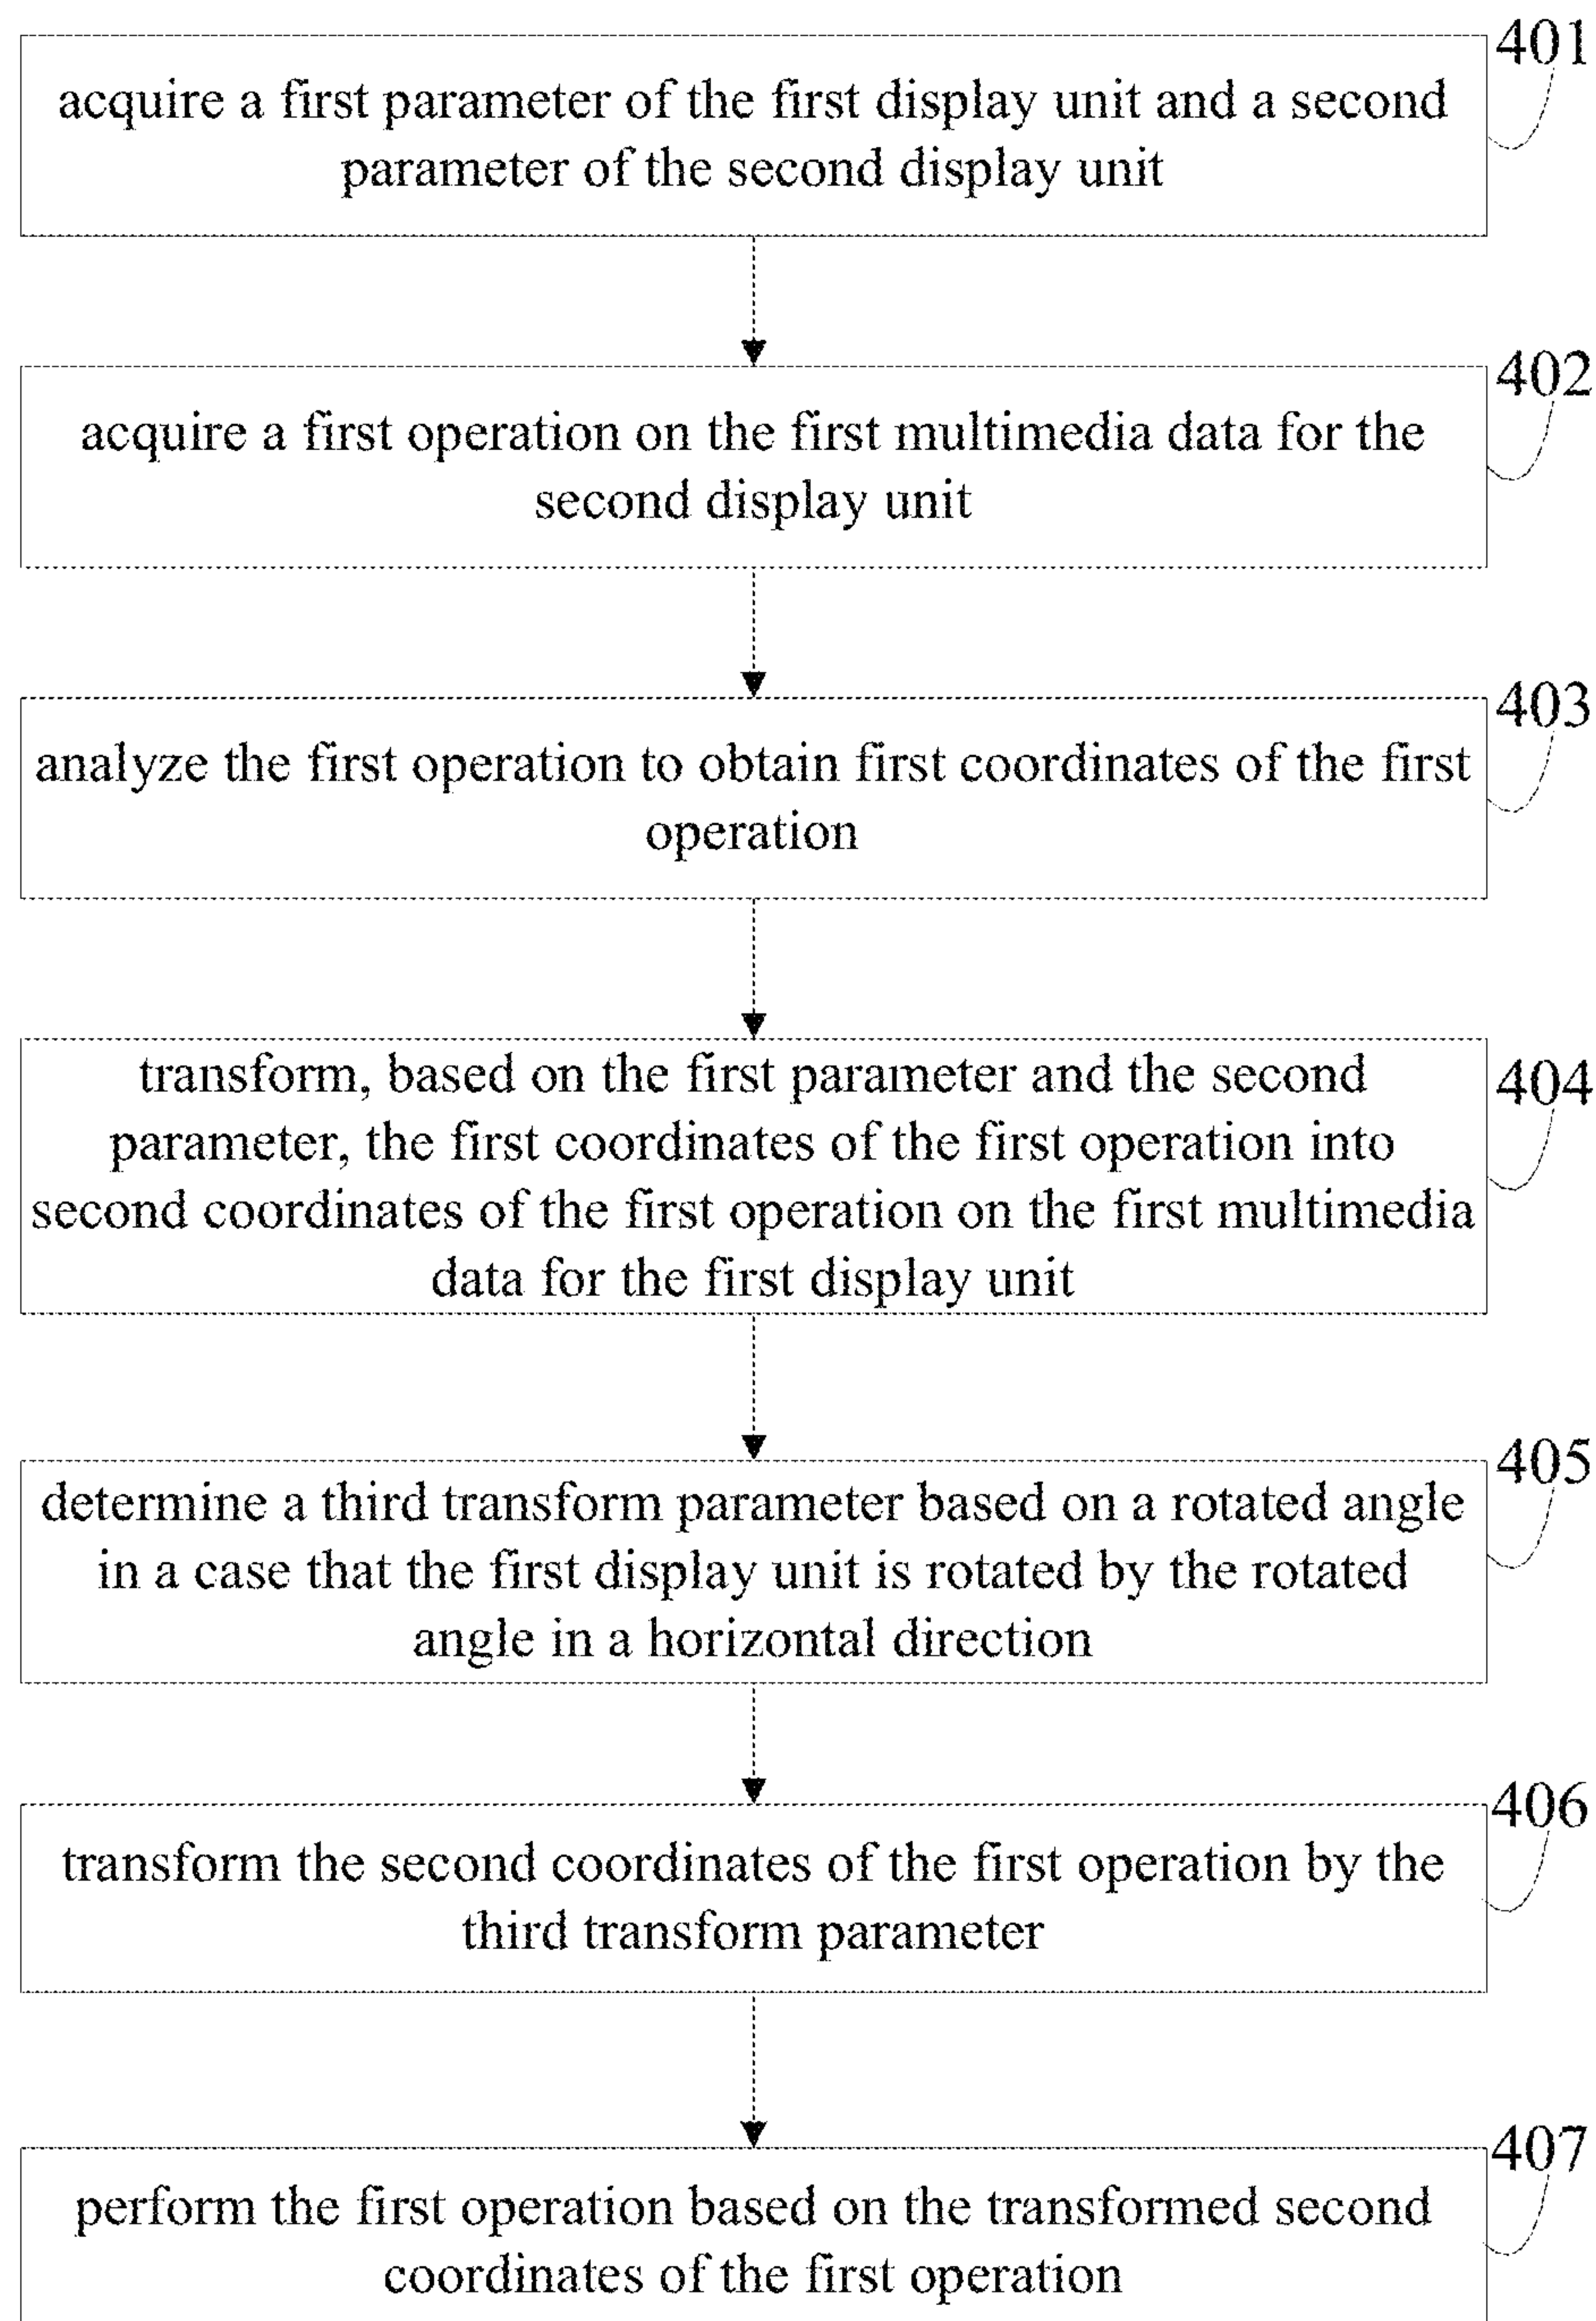 401
acquire a first parameter of the first display unit and a second
parameter of the second display unit
402
acquire a first operation on the first multimedia data for the
second display unit
403
analyze the first operation to obtain first coordinates of the first
operation
404
transform, based on the first parameter and the second
parameter, the first coordinates of the first operation into
second coordinates of the first operation on the first multimedia
data for the first display unit
405
determine a third transform parameter based on a rotated angle
in a case that the first display unit is rotated by the rotated
angle in a horizontal direction
406
transform the second coordinates of the first operation by the
third transform parameter
407
perform the first operation based on the transformed second
coordinates of the first operation